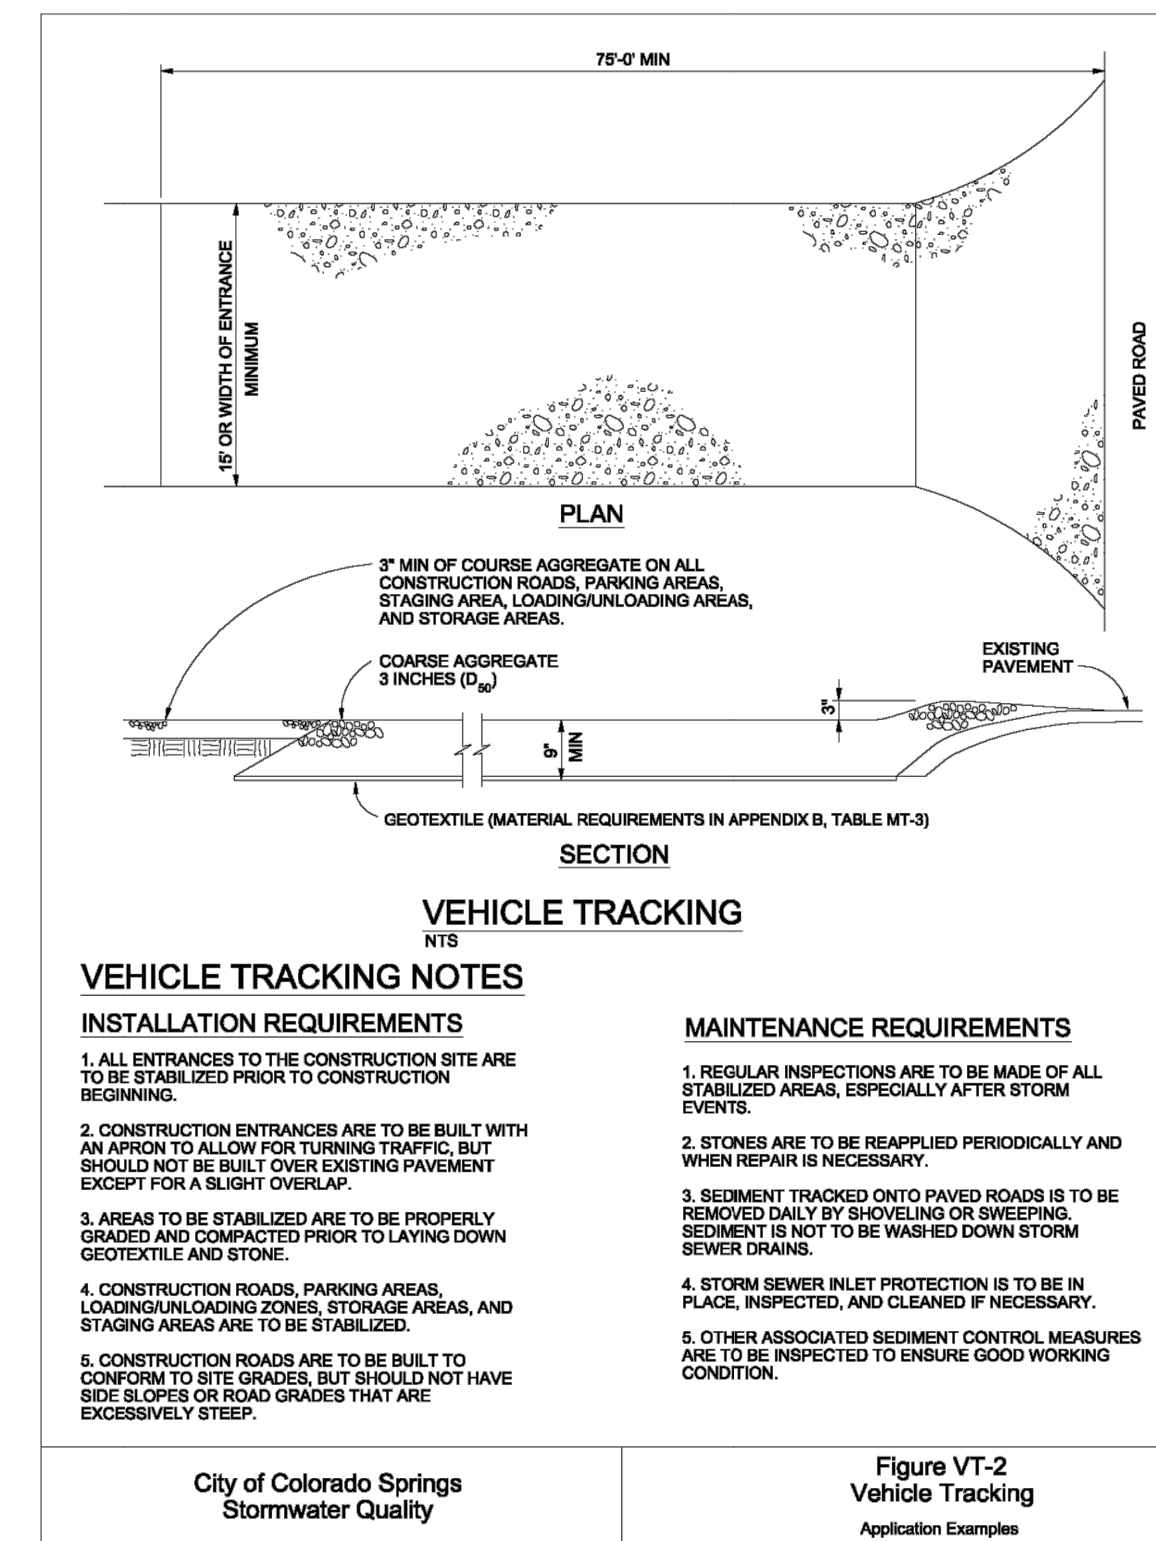 75'-0' MIN
15' OR WIDTH OF ENTRANCE
MINIMUM
PAVED ROAD
PLAN
3" MIN OF COURSE AGGREGATE ON ALL
CONSTRUCTION ROADS, PARKING AREAS,
STAGING AREA, LOADING/UNLOADING AREAS,
AND STORAGE AREAS.
COARSE AGGREGATE
3 INCHES (D50)
EXISTING
PAVEMENT
3"
9"
MIN
GEOTEXTILE (MATERIAL REQUIREMENTS IN APPENDIX B, TABLE MT-3)
SECTION
VEHICLE TRACKING
NTS
VEHICLE TRACKING NOTES
INSTALLATION REQUIREMENTS
1. ALL ENTRANCES TO THE CONSTRUCTION SITE ARE
TO BE STABILIZED PRIOR TO CONSTRUCTION
BEGINNING.
2. CONSTRUCTION ENTRANCES ARE TO BE BUILT WITH
AN APRON TO ALLOW FOR TURNING TRAFFIC, BUT
SHOULD NOT BE BUILT OVER EXISTING PAVEMENT
EXCEPT FOR A SLIGHT OVERLAP.
3. AREAS TO BE STABILIZED ARE TO BE PROPERLY
GRADED AND COMPACTED PRIOR TO LAYING DOWN
GEOTEXTILE AND STONE.
4. CONSTRUCTION ROADS, PARKING AREAS,
LOADING/UNLOADING ZONES, STORAGE AREAS, AND
STAGING AREAS ARE TO BE STABILIZED.
5. CONSTRUCTION ROADS ARE TO BE BUILT TO
CONFORM TO SITE GRADES, BUT SHOULD NOT HAVE
SIDE SLOPES OR ROAD GRADES THAT ARE
EXCESSIVELY STEEP.
MAINTENANCE REQUIREMENTS
1. REGULAR INSPECTIONS ARE TO BE MADE OF ALL
STABILIZED AREAS, ESPECIALLY AFTER STORM
EVENTS.
2. STONES ARE TO BE REAPPLIED PERIODICALLY AND
WHEN REPAIR IS NECESSARY.
3. SEDIMENT TRACKED ONTO PAVED ROADS IS TO BE
REMOVED DAILY BY SHOVELING OR SWEEPING.
SEDIMENT IS NOT TO BE WASHED DOWN STORM
SEWER DRAINS.
4. STORM SEWER INLET PROTECTION IS TO BE IN
PLACE, INSPECTED, AND CLEANED IF NECESSARY.
5. OTHER ASSOCIATED SEDIMENT CONTROL MEASURES
ARE TO BE INSPECTED TO ENSURE GOOD WORKING
CONDITION.
City of Colorado Springs
Stormwater Quality
Figure VT-2
Vehicle Tracking
Application Examples